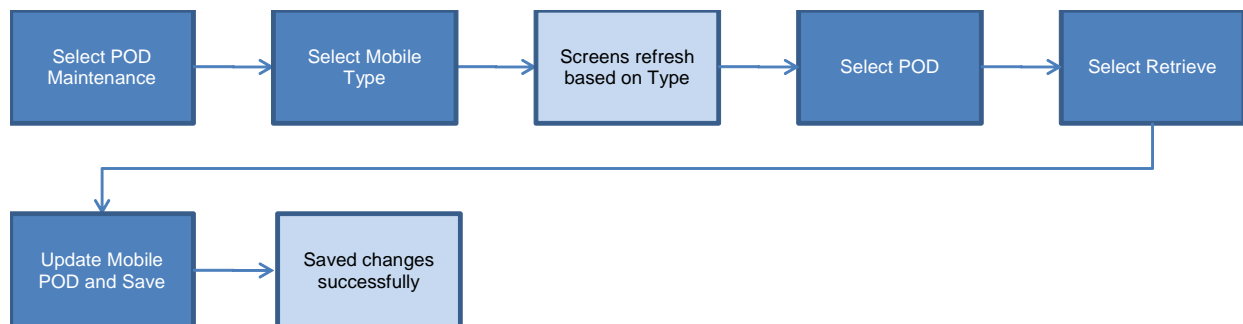 Select POD
Maintenance
Select Mobile
Type
Screens refresh
based on Type
Select POD
Select Retrieve
Update Mobile
POD and Save
Saved changes
successfully